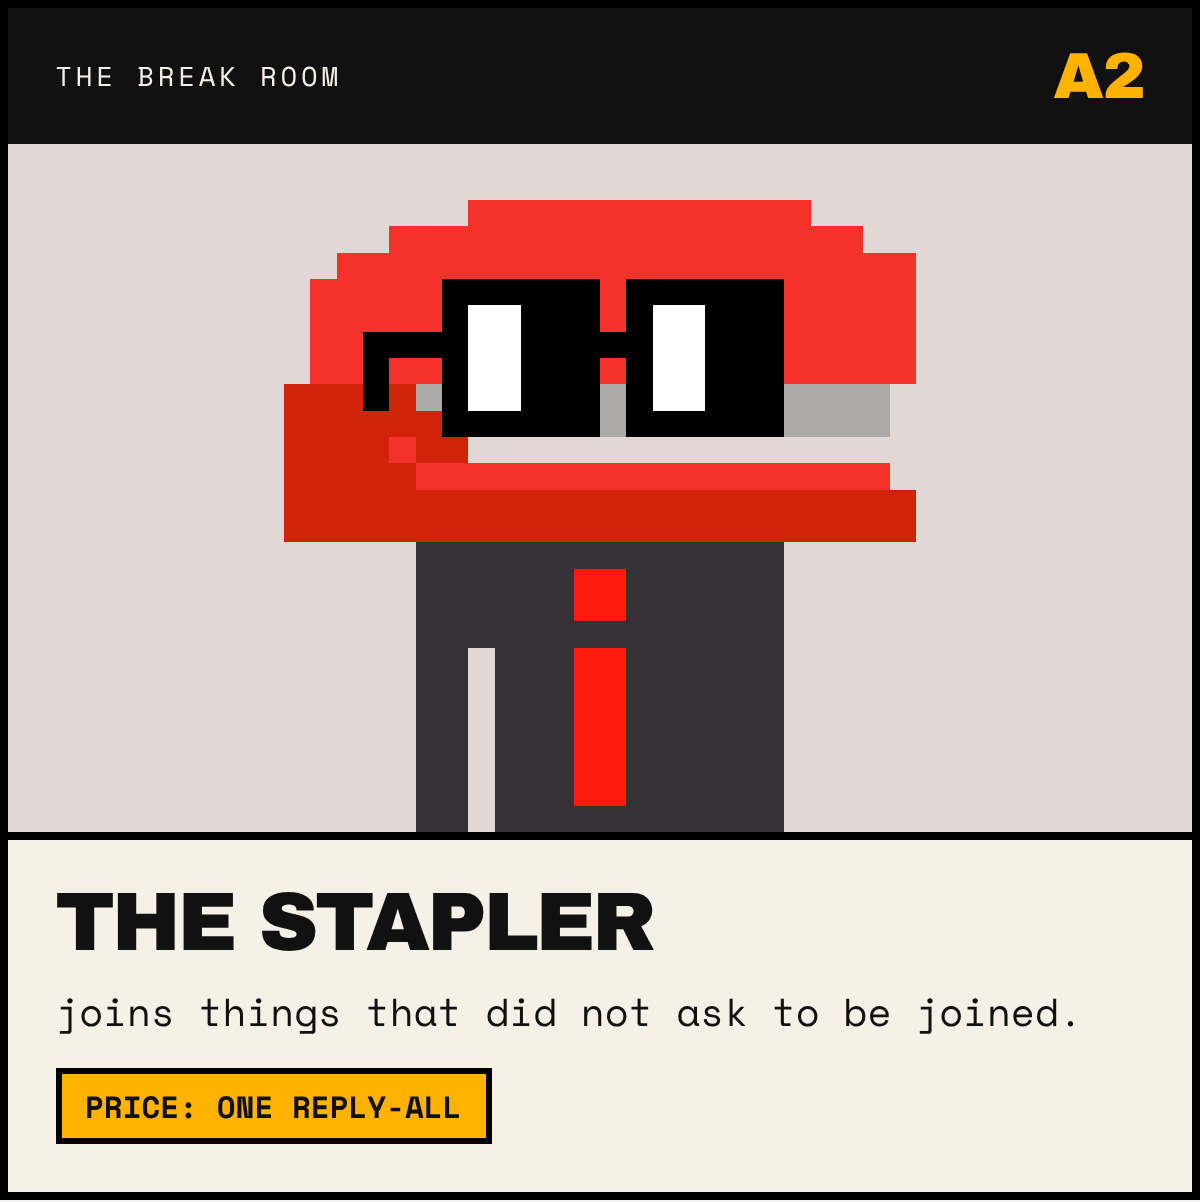 THE BREAK ROOM
A2
THE STAPLER
joins things that did not ask to be joined.
PRICE: ONE REPLY-ALL